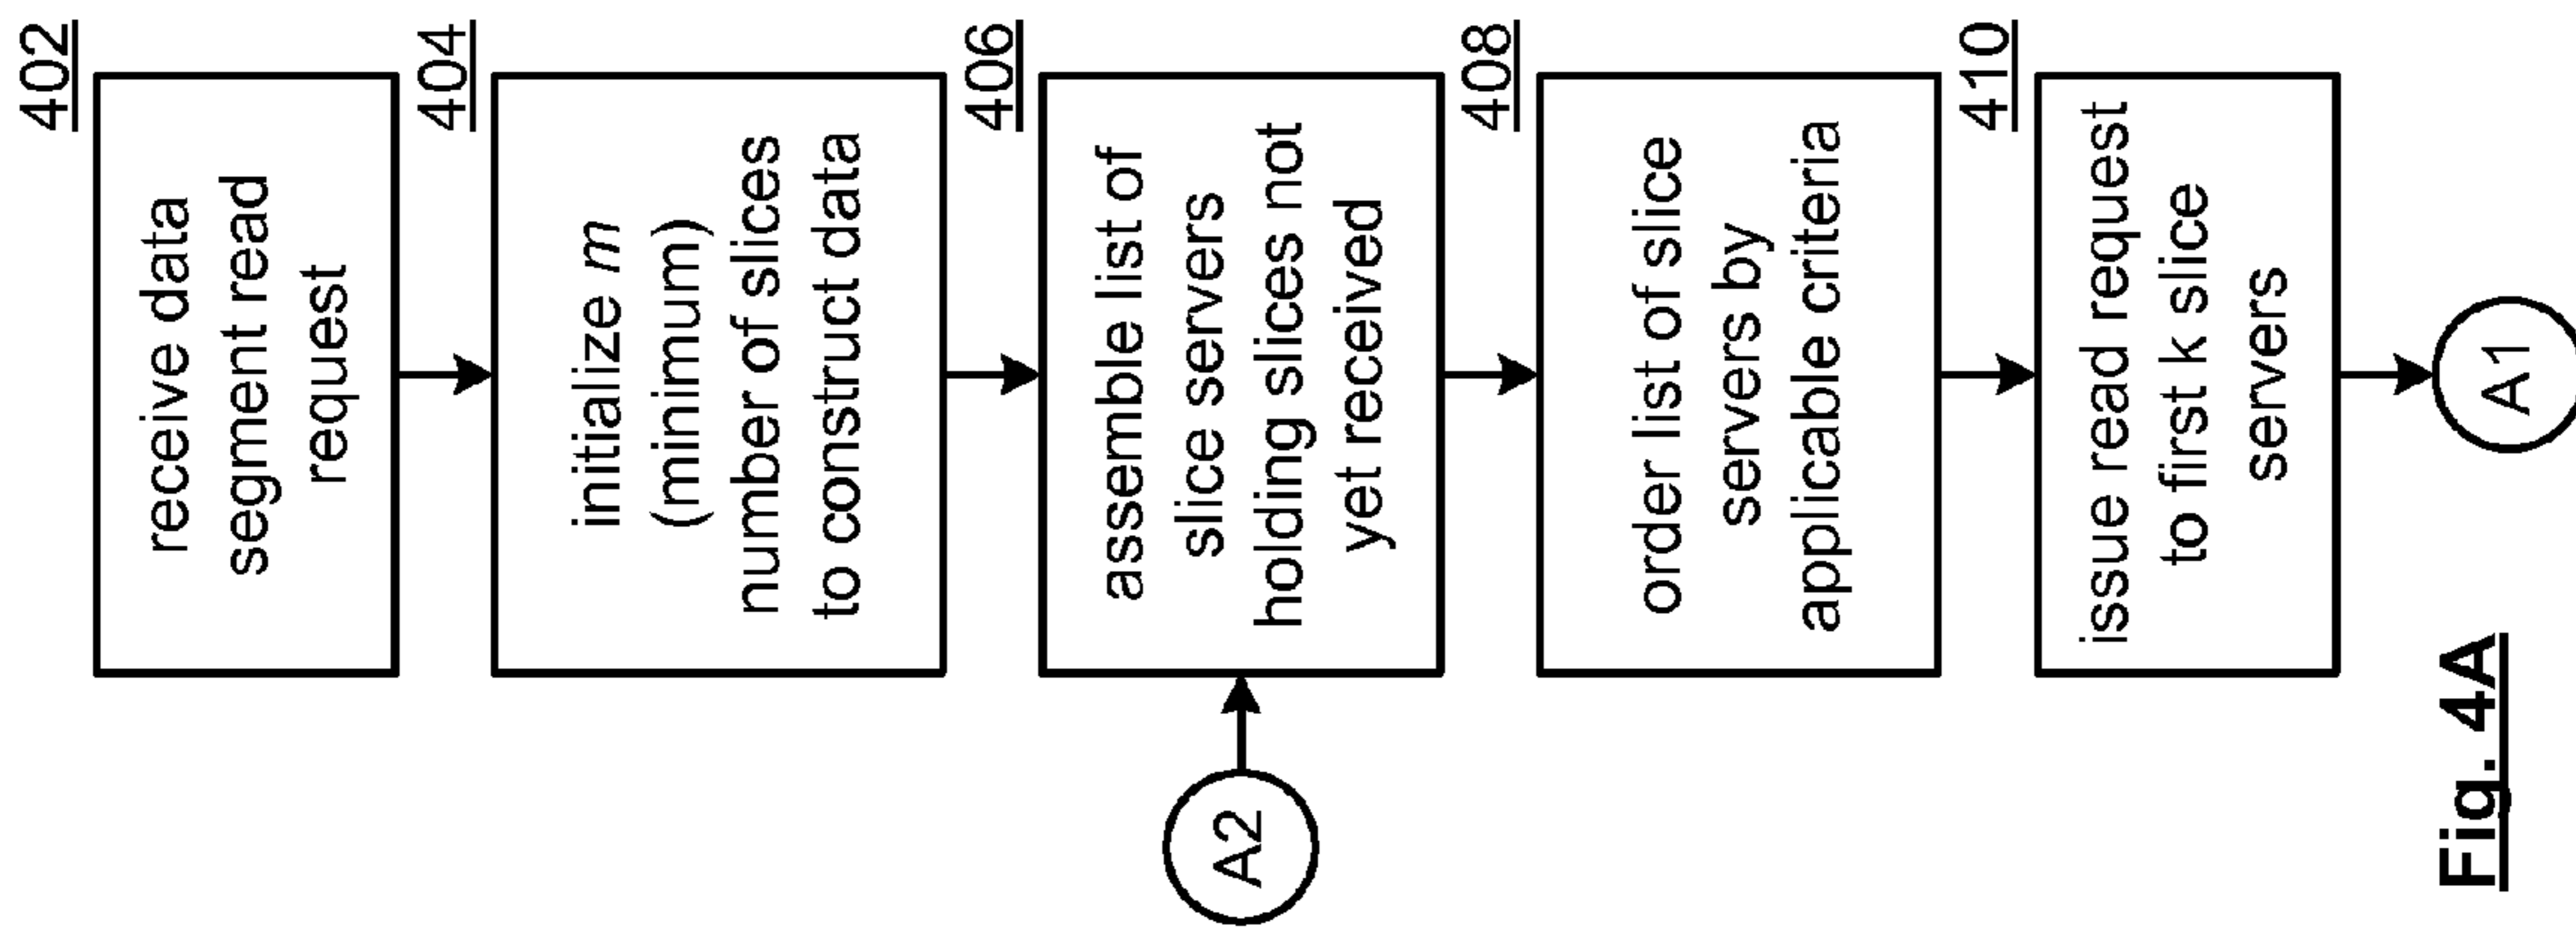 402
receive data
segment read
request
404
initialize m
(minimum)
number of slices
to construct data
406
assemble list of
slice servers
holding slices not
yet received
A2
408
order list of slice
servers by
applicable criteria
410
issue read request
to first k slice
servers
A1
Fig. 4A